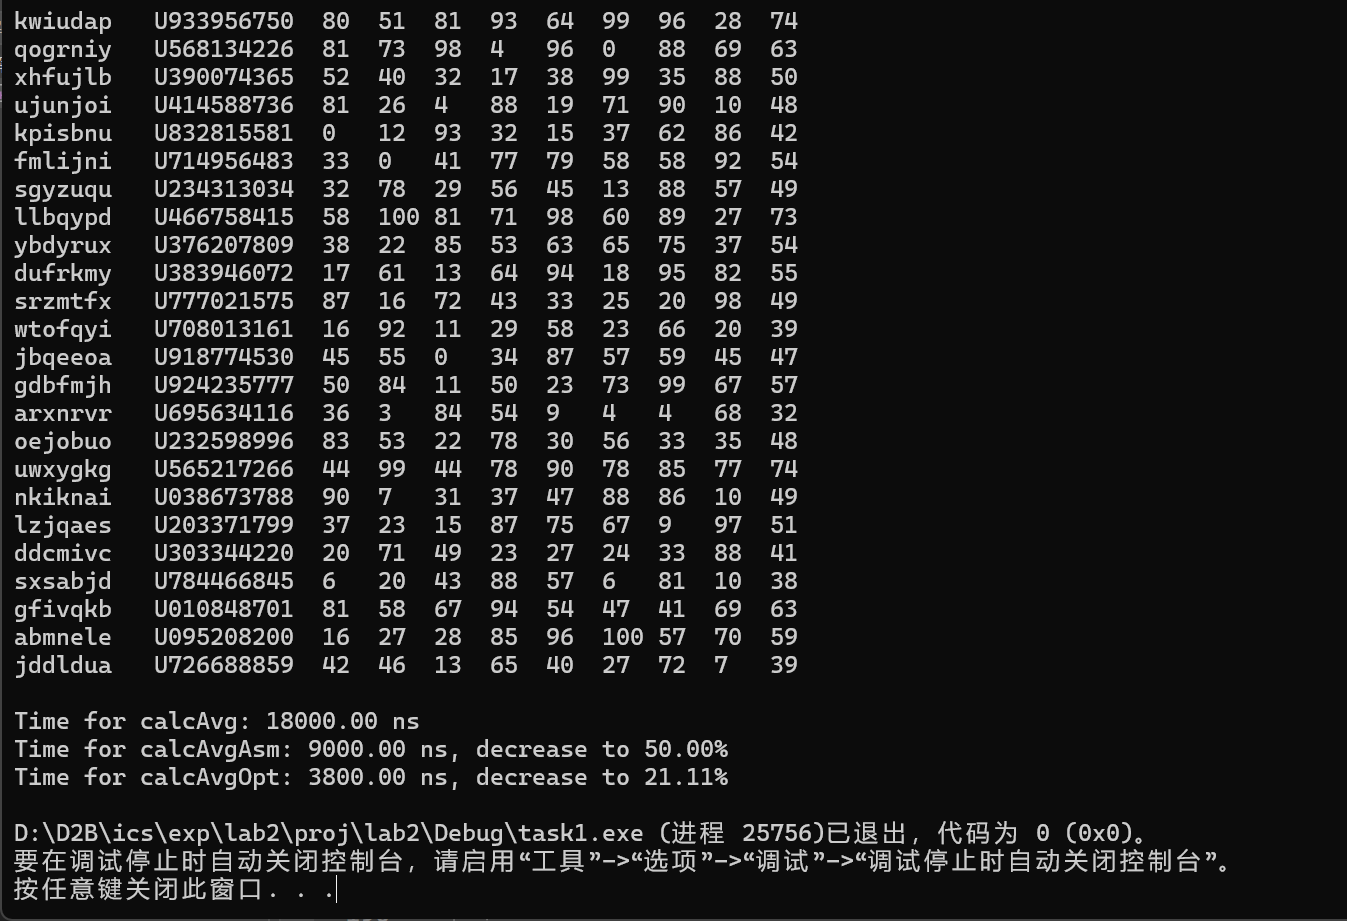 kwiudap   U933956750  80  51  81  93  64  99  96  28  74
qogrniy   U568134226  81  73  98  4   96  0   88  69  63
xhfujlb   U390074365  52  40  32  17  38  99  35  88  50
ujunjoi   U414588736  81  26  4   88  19  71  90  10  48
kpisbnu   U832815581  0   12  93  32  15  37  62  86  42
fmlijni   U714956483  33  0   41  77  79  58  58  92  54
sgyzuqu   U234313034  32  78  29  56  45  13  88  57  49
llbqypd   U466758415  58  100 81  71  98  60  89  27  73
ybdyrux   U376207809  38  22  85  53  63  65  75  37  54
dufrkmy   U383946072  17  61  13  64  94  18  95  82  55
srzmtfx   U777021575  87  16  72  43  33  25  20  98  49
wtofqyi   U708013161  16  92  11  29  58  23  66  20  39
jbqeeoa   U918774530  45  55  0   34  87  57  59  45  47
gdbfmjh   U924235777  50  84  11  50  23  73  99  67  57
arxnrvr   U695634116  36  3   84  54  9   4   4   68  32
oejobuo   U232598996  83  53  22  78  30  56  33  35  48
uwxygkg   U565217266  44  99  44  78  90  78  85  77  74
nkiknai   U038673788  90  7   31  37  47  88  86  10  49
lzjqaes   U203371799  37  23  15  87  75  67  9   97  51
ddcmivc   U303344220  20  71  49  23  27  24  33  88  41
sxsabjd   U784466845  6   20  43  88  57  6   81  10  38
gfivqkb   U010848701  81  58  67  94  54  47  41  69  63
abmnele   U095208200  16  27  28  85  96  100 57  70  59
jddldua   U726688859  42  46  13  65  40  27  72  7   39

Time for calcAvg: 18000.00 ns
Time for calcAvgAsm: 9000.00 ns, decrease to 50.00%
Time for calcAvgOpt: 3800.00 ns, decrease to 21.11%

D:\D2B\ics\exp\lab2\proj\lab2\Debug\task1.exe (进程 25756)已退出，代码为 0 (0x0)。
要在调试停止时自动关闭控制台，请启用“工具”->“选项”->“调试”->“调试停止时自动关闭控制台”。
按任意键关闭此窗口. . .